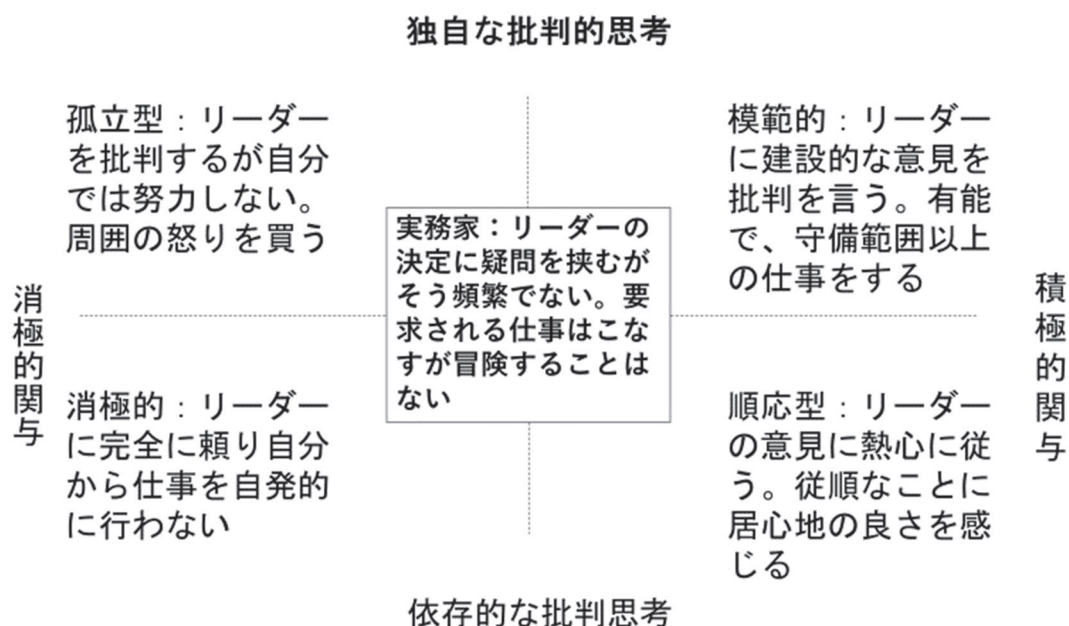 独自な批判的思考
孤立型：リーダー
を批判するが自分
では努力しない。
周囲の怒りを買う
模範的：リーダー
に建設的な意見を
批判を言う。有能
で、守備範囲以上
の仕事をする
実務家：リーダーの
決定に疑問を挟むが
そう頻繁でない。要
求される仕事はこな
すが冒険することは
ない
消極的関与
積極的関与
消極的：リーダー
に完全に頼り自分
から仕事を自発的
に行わない
順応型：リーダー
の意見に熱心に従
う。従順なことに
居心地の良さを感
じる
依存的な批判思考